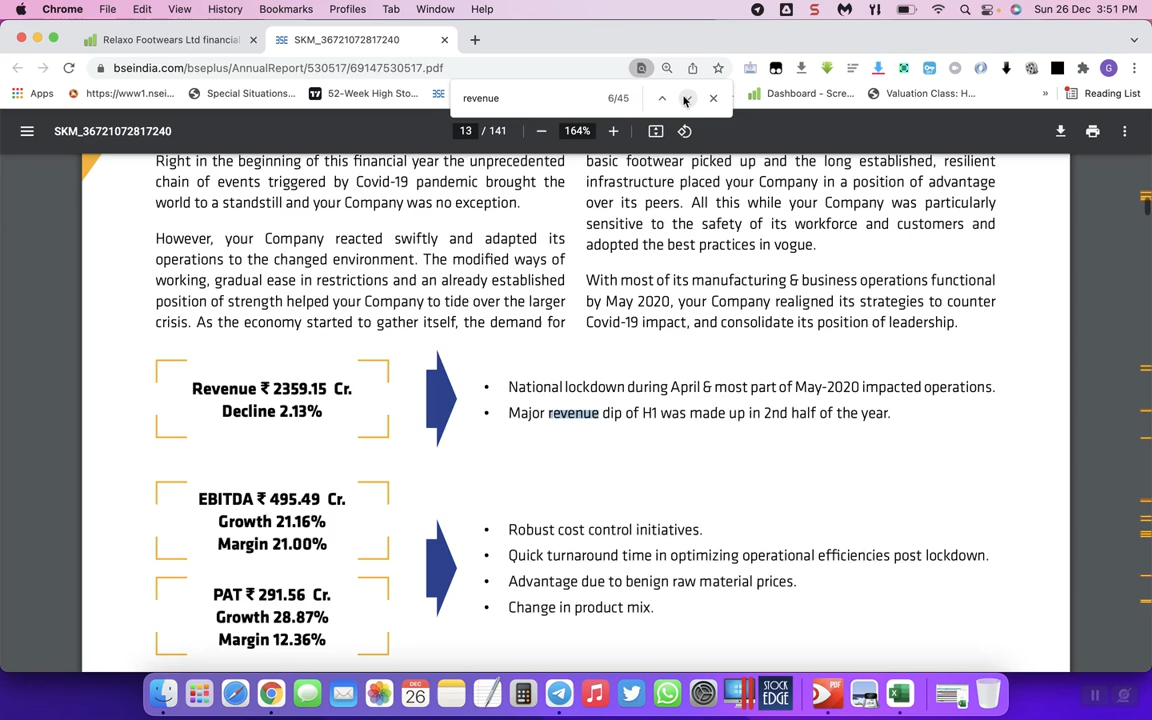 Chrome File Edit View History Bookmarks Profiles Tab Window Help Sun 26 Dec 3:51 PM
Relaxo Footwears Ltd financial
SKM_36721072817240
bseindia.com/bseplus/AnnualReport/530517/69147530517.pdf
G
Apps
https://www1.nsei...
Special Situations...
17 52-Week High Sto...
Dashboard - Scre...
Valuation Class: H...
»
Reading List
revenue 6/45
SKM_36721072817240
13 / 141
164%
Right in the beginning of this financial year the unprecedented
chain of events triggered by Covid-19 pandemic brought the
world to a standstill and your Company was no exception.
However, your Company reacted swiftly and adapted its
operations to the changed environment. The modified ways of
working, gradual ease in restrictions and an already established
position of strength helped your Company to tide over the larger
crisis. As the economy started to gather itself, the demand for
basic footwear picked up and the long established, resilient
infrastructure placed your Company in a position of advantage
over its peers. All this while your Company was particularly
sensitive to the safety of its workforce and customers and
adopted the best practices in vogue.
With most of its manufacturing & business operations functional
by May 2020, your Company realigned its strategies to counter
Covid-19 impact, and consolidate its position of leadership.
Revenue ₹ 2359.15 Cr.
Decline 2.13%
• National lockdown during April & most part of May-2020 impacted operations.
• Major revenue dip of H1 was made up in 2nd half of the year.
EBITDA ₹ 495.49 Cr.
Growth 21.16%
Margin 21.00%
PAT ₹ 291.56 Cr.
Growth 28.87%
Margin 12.36%
• Robust cost control initiatives.
• Quick turnaround time in optimizing operational efficiencies post lockdown.
• Advantage due to benign raw material prices.
• Change in product mix.
DEC
26
STOCK
EDGE
PDF